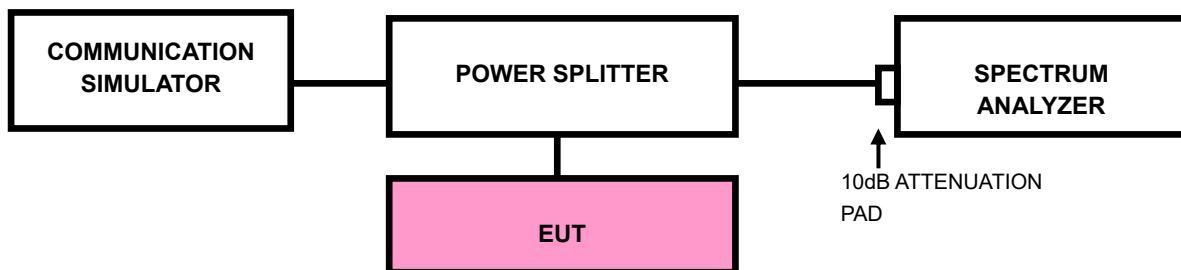 COMMUNICATION
SIMULATOR
POWER SPLITTER
SPECTRUM
ANALYZER
10dB ATTENUATION
PAD
EUT